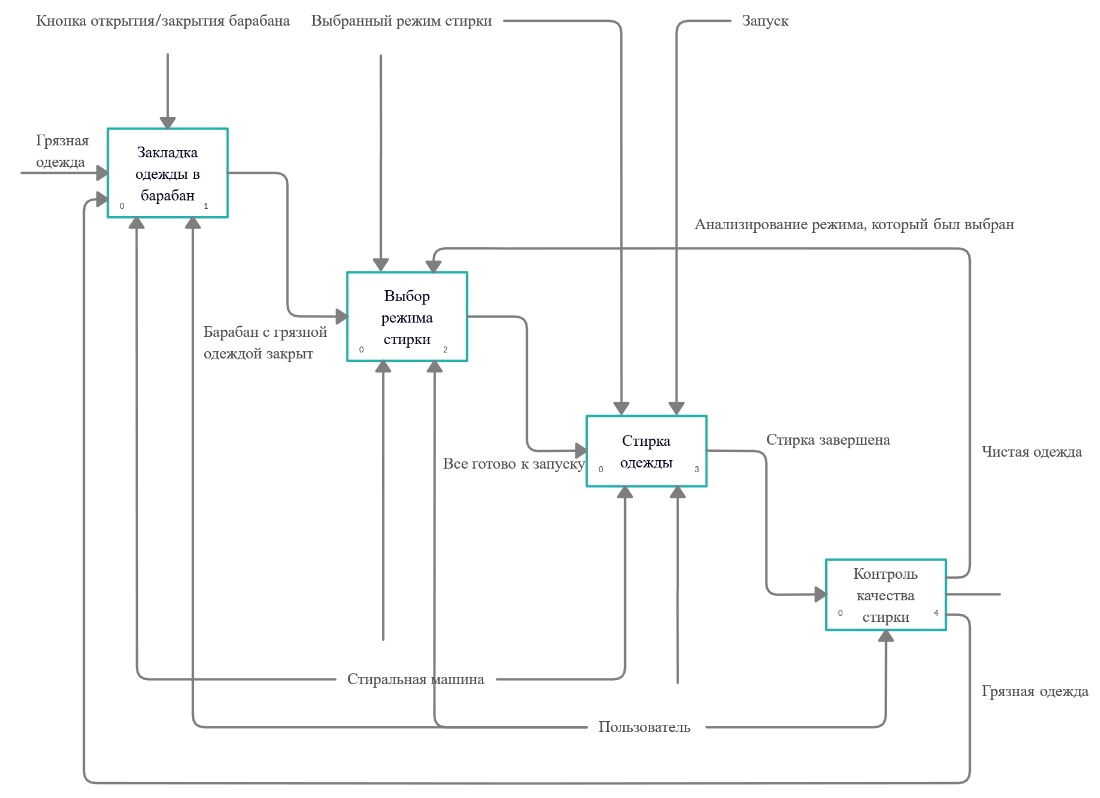 Кнопка открытия/закрытия барабана
Выбранный режим стирки
Запуск
Грязная
одежда
Закладка
одежды в
барабан
0
1
Анализирование режима, который был выбран
Барабан с грязной
одеждой закрыт
Выбор
режима
стирки
0
2
Все готово к запуску
Стирка
одежды
0
3
Стирка завершена
Чистая одежда
Контроль
качества
стирки
0
4
Стиральная машина
Грязная одежда
Пользователь